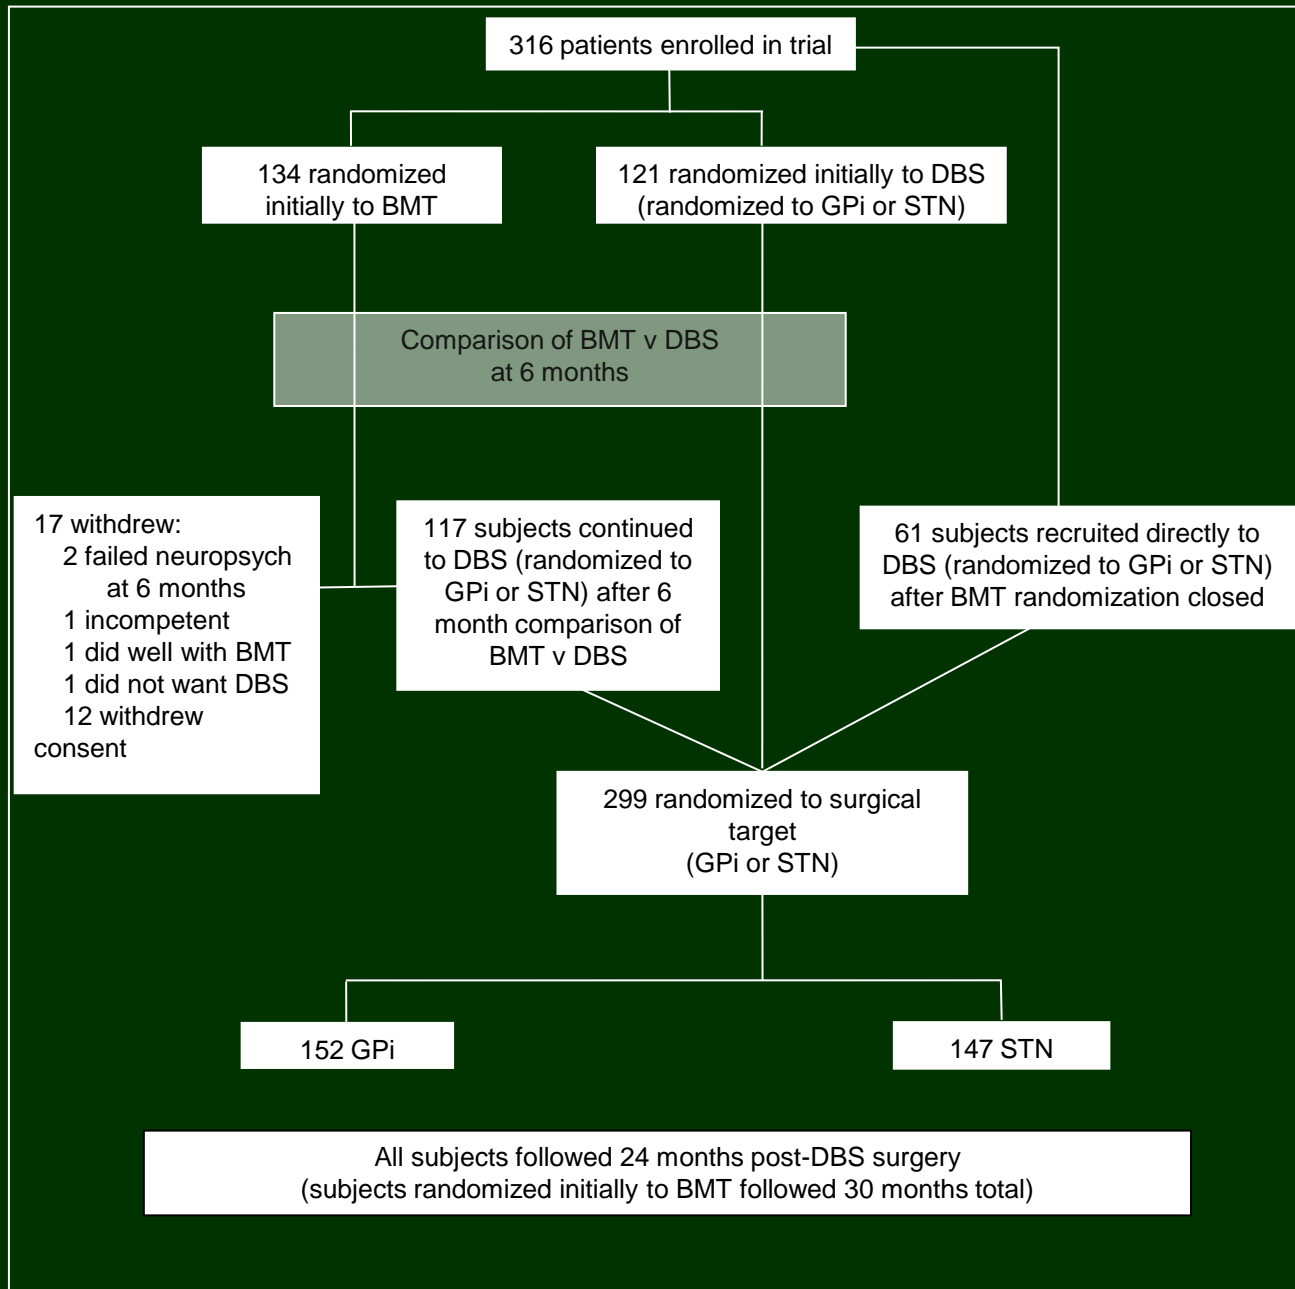 316 patients enrolled in trial
134 randomized
initially to BMT
121 randomized initially to DBS
(randomized to GPi or STN)
Comparison of BMT v DBS
at 6 months
17 withdrew:
2 failed neuropsych
at 6 months
1 incompetent
1 did well with BMT
1 did not want DBS
12 withdrew
consent
117 subjects continued
to DBS (randomized to
GPi or STN) after 6
month comparison of
BMT v DBS
61 subjects recruited directly to
DBS (randomized to GPi or STN)
after BMT randomization closed
299 randomized to surgical
target
(GPi or STN)
152 GPi
147 STN
All subjects followed 24 months post-DBS surgery
(subjects randomized initially to BMT followed 30 months total)